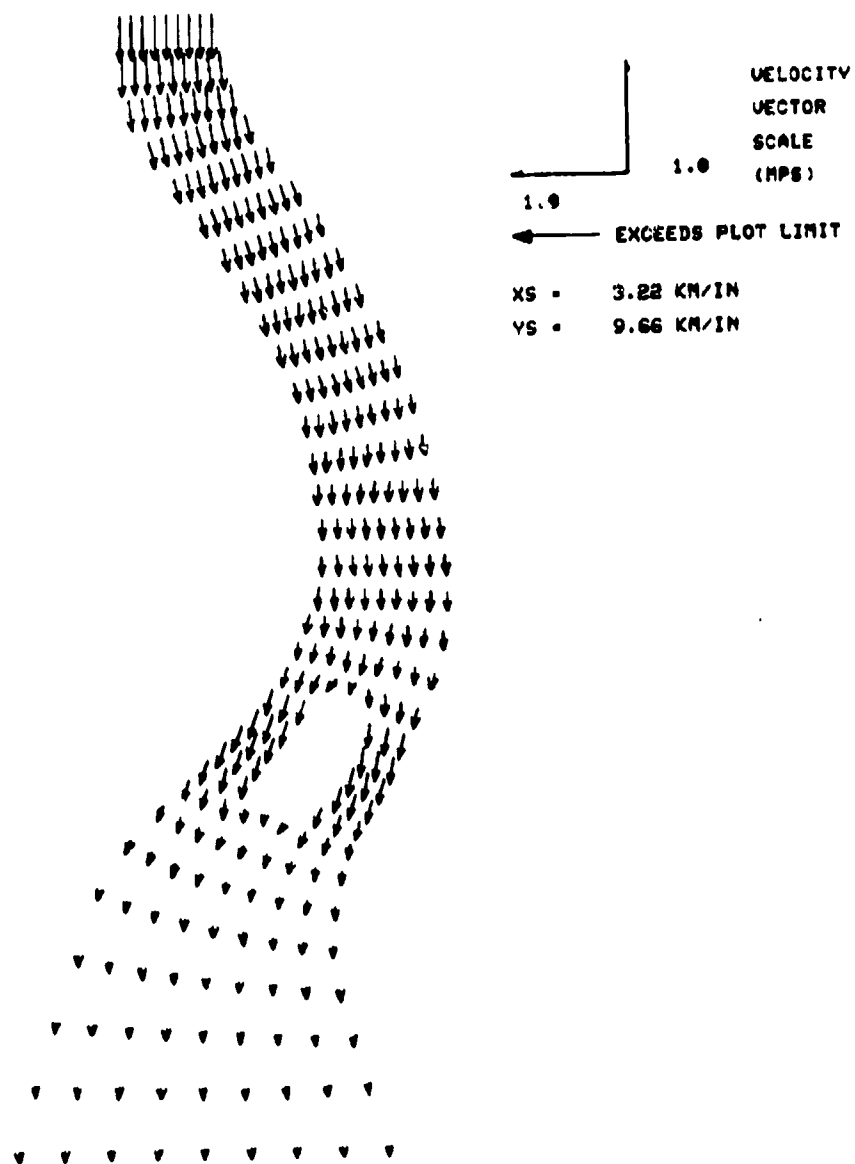 VELOCITY
VECTOR
SCALE
(MPS)
1.0
1.0
EXCEEDS PLOT LIMIT
XS = 3.22 KM/IN
YS = 9.66 KM/IN